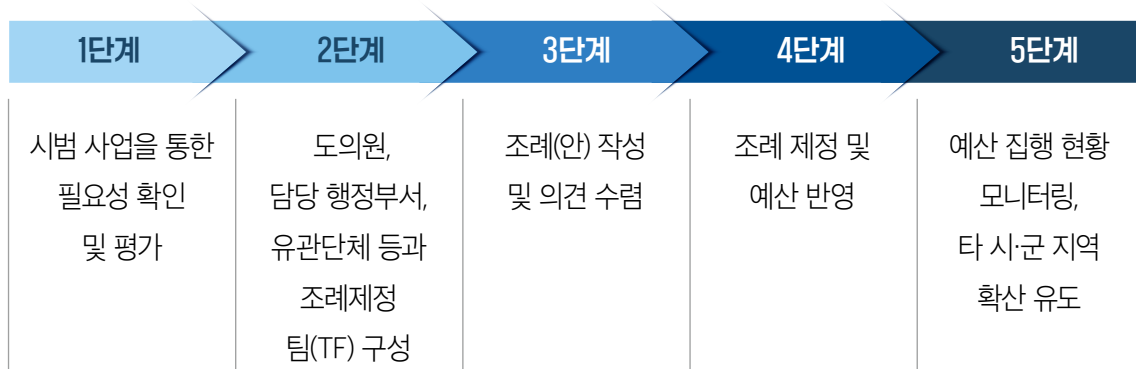 1단계
2단계
3단계
4단계
5단계
시범 사업을 통한
필요성 확인
및 평가
도의원,
담당 행정부서,
유관단체 등과
조례제정
팀(TF) 구성
조례(안) 작성
및 의견 수렴
조례 제정 및
예산 반영
예산 집행 현황
모니터링,
타 시·군 지역
확산 유도